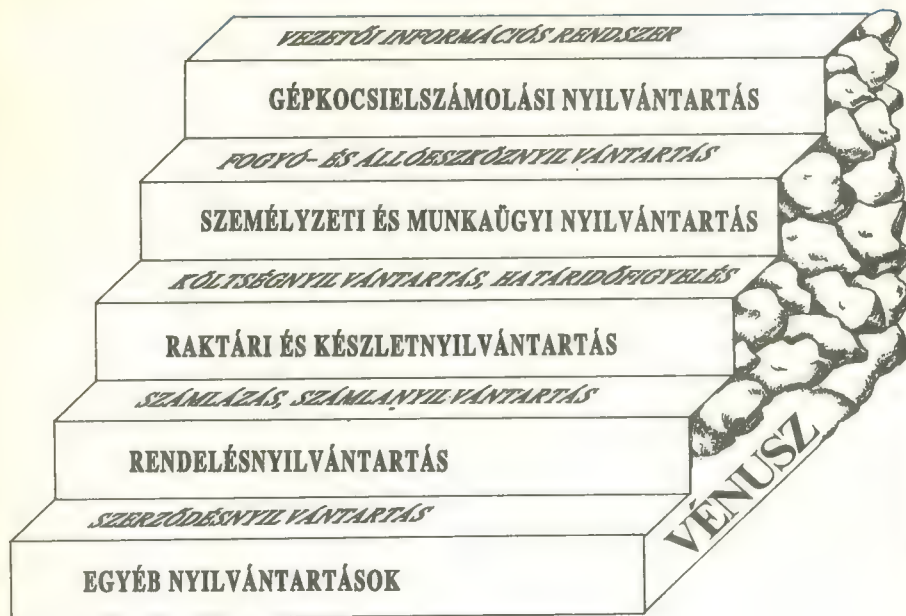 VEZETŐI INFORMÁCIÓS RENDSZER
GÉPKOCSIELSZÁMOLÁSI NYILVÁNTARTÁS
FOGYÓ- ÉS ÁLLÓESZKÖZNYILVÁNTARTÁS
SZEMÉLYZETI ÉS MUNKAÜGYI NYILVÁNTARTÁS
KÖLTSÉGNYILVÁNTARTÁS, HATÁRIDŐFIGYELÉS
RAKTÁRI ÉS KÉSZLETNYILVÁNTARTÁS
SZÁMLÁZÁS, SZÁMLANYILVÁNTARTÁS
RENDELÉSNYILVÁNTARTÁS
SZERZŐDÉSNYILVÁNTARTÁS
EGYÉB NYILVÁNTARTÁSOK
VÉNUSZ